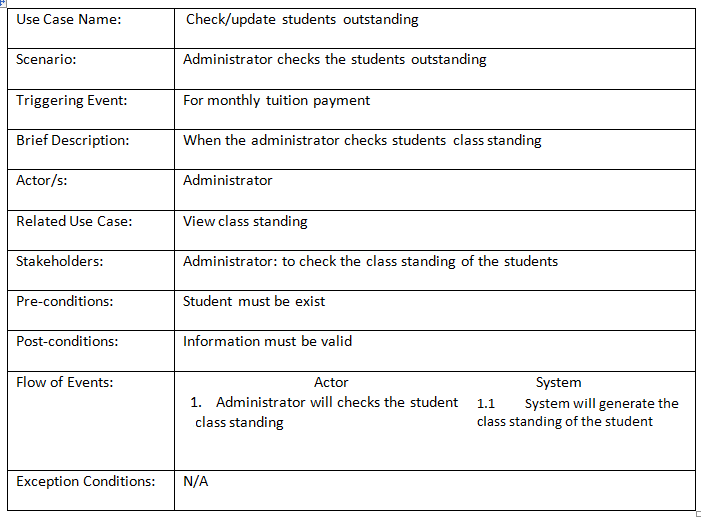 Use Case Name: Check/update students outstanding
Scenario: Administrator checks the students outstanding
Triggering Event: For monthly tuition payment
Brief Description: When the administrator checks students class standing
Actor/s: Administrator
Related Use Case: View class standing
Stakeholders: Administrator: to check the class standing of the students
Pre-conditions: Student must be exist
Post-conditions: Information must be valid
Flow of Events: Actor System
1. Administrator will checks the student
class standing
1.1 System will generate the
class standing of the student
Exception Conditions: N/A